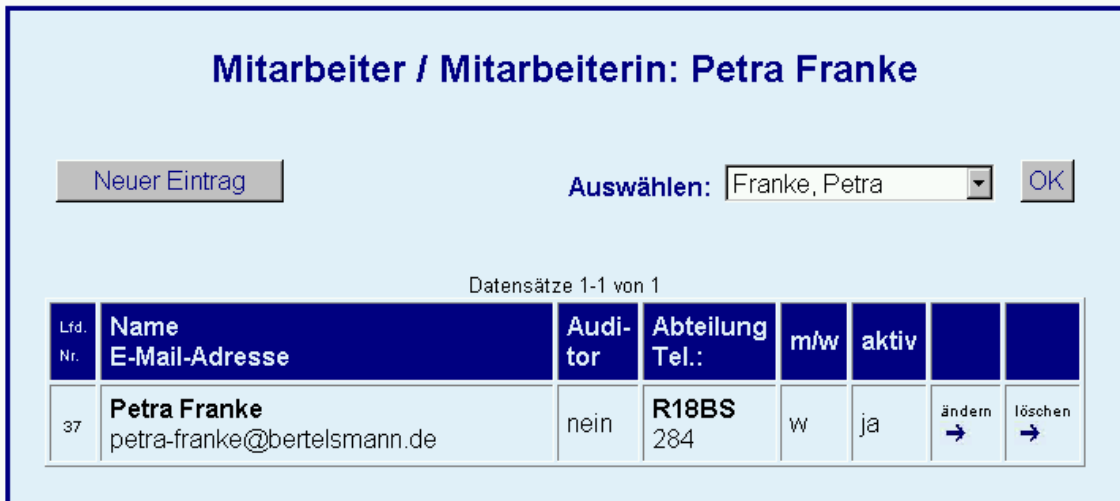 Mitarbeiter / Mitarbeiterin: Petra Franke
Neuer Eintrag
Auswählen: Franke, Petra OK
Datensätze 1-1 von 1
Lfd. Nr.
Name
E-Mail-Adresse
Audi-
tor
Abteilung
Tel.:
m/w
aktiv
37
Petra Franke
petra-franke@bertelsmann.de
nein
R18BS
284
w
ja
ändern
löschen